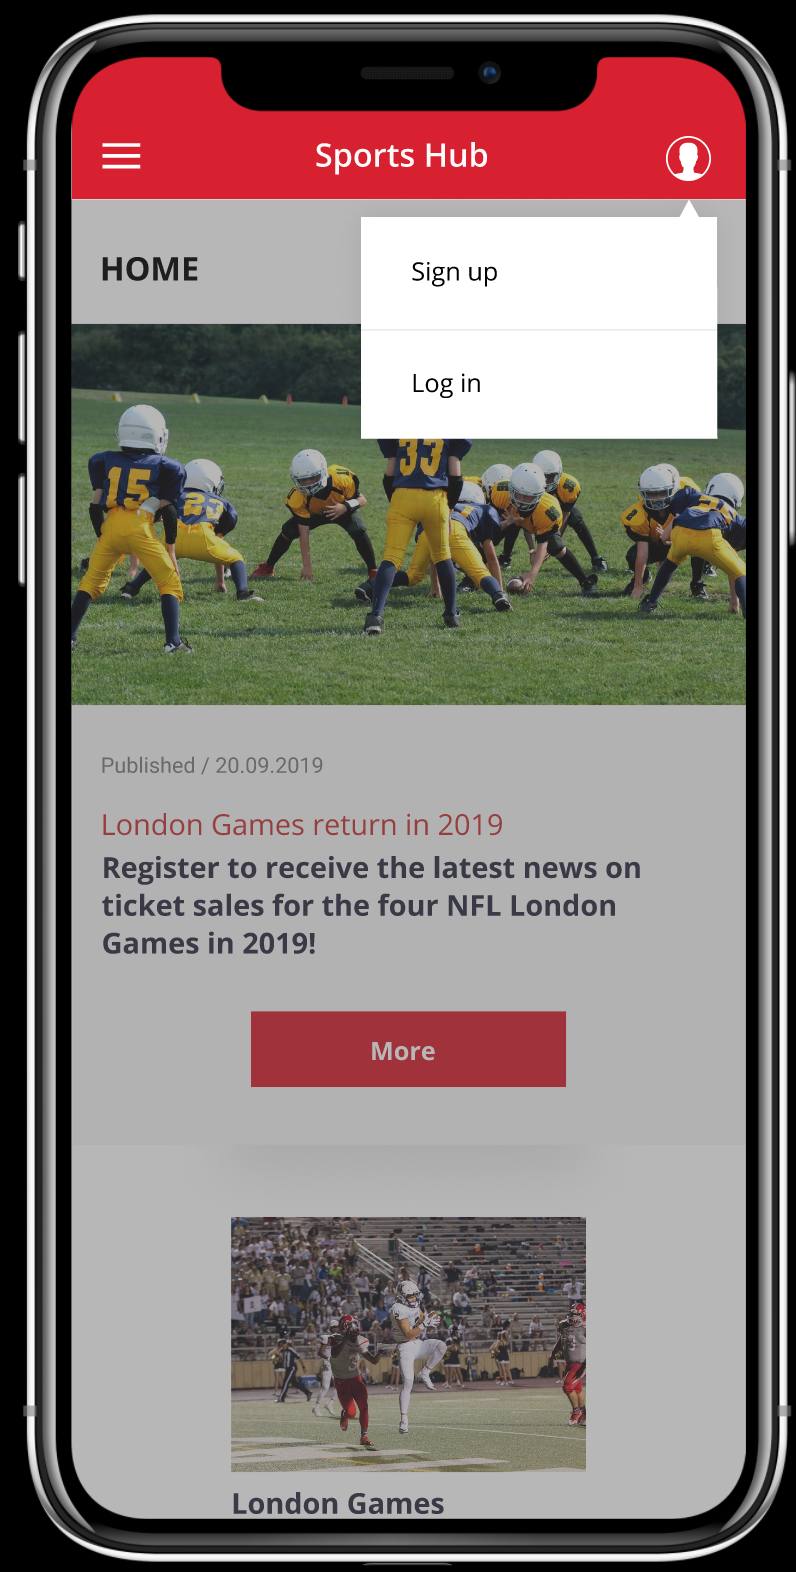 Sports Hub
HOME
Sign up
Log in
15
23
33
Published / 20.09.2019
London Games return in 2019
Register to receive the latest news on
ticket sales for the four NFL London
Games in 2019!
More
London Games